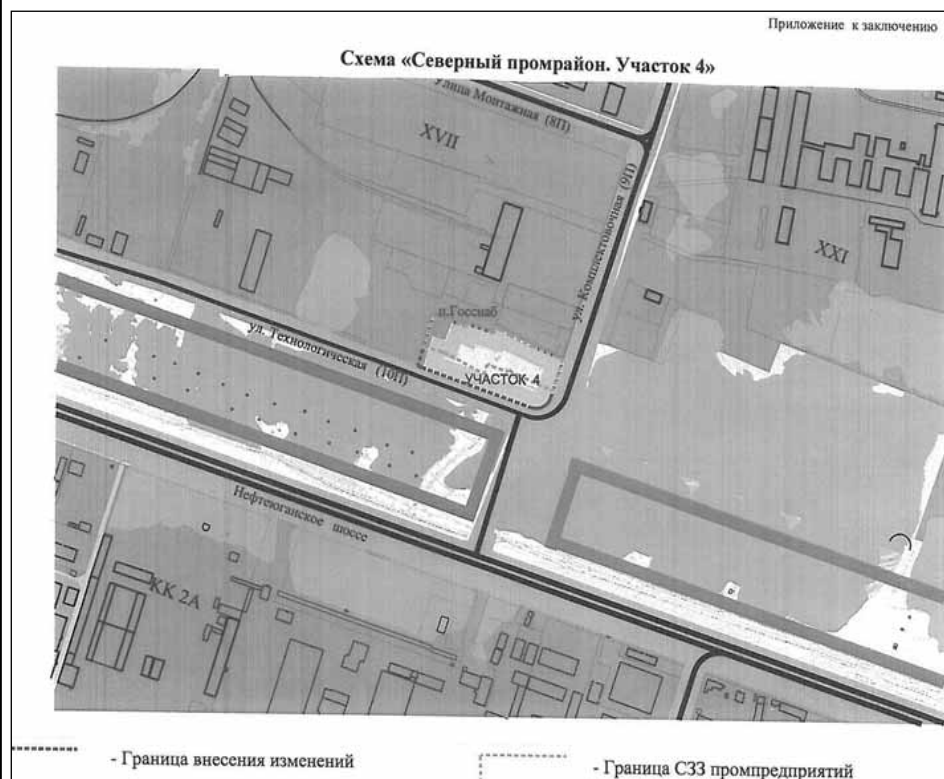 Приложение к заключению
Схема «Северный промрайон. Участок 4»
Улица Монтажная (8П)
XVII
ул. Комплектовочная (9П)
XXI
п.Госснаб
ул. Технологическая (10П)
УЧАСТОК 4
Нефтеюганское шоссе
КК 2А
- Граница внесения изменений
- Граница СЗЗ промпредприятий